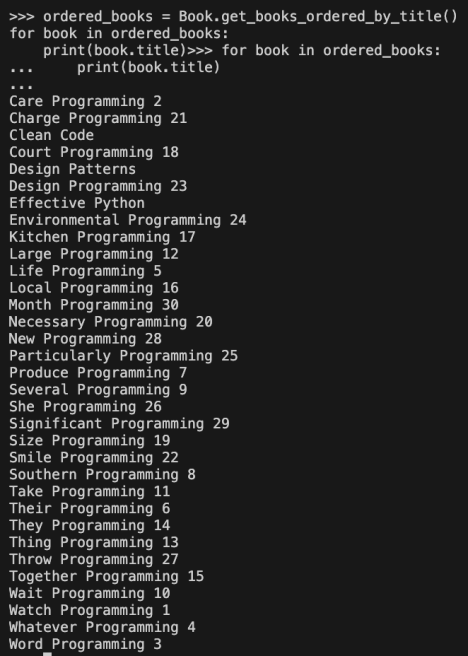 >>> ordered_books = Book.get_books_ordered_by_title()
for book in ordered_books:
    print(book.title)>>> for book in ordered_books:
...     print(book.title)
...
Care Programming 2
Charge Programming 21
Clean Code
Court Programming 18
Design Patterns
Design Programming 23
Effective Python
Environmental Programming 24
Kitchen Programming 17
Large Programming 12
Life Programming 5
Local Programming 16
Month Programming 30
Necessary Programming 20
New Programming 28
Particularly Programming 25
Produce Programming 7
Several Programming 9
She Programming 26
Significant Programming 29
Size Programming 19
Smile Programming 22
Southern Programming 8
Take Programming 11
Their Programming 6
They Programming 14
Thing Programming 13
Throw Programming 27
Together Programming 15
Wait Programming 10
Watch Programming 1
Whatever Programming 4
Word Programming 3